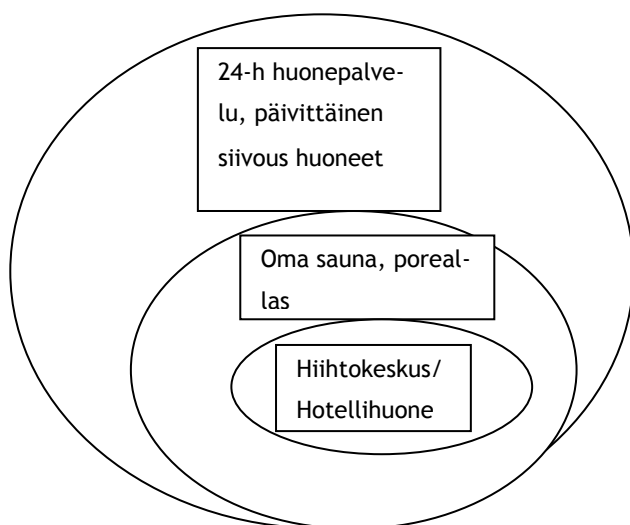 24-h huonepalve-
lu, päivittäinen
siivous huoneet
Oma sauna, poreal-
las
Hiihtokeskus/
Hotellihuone